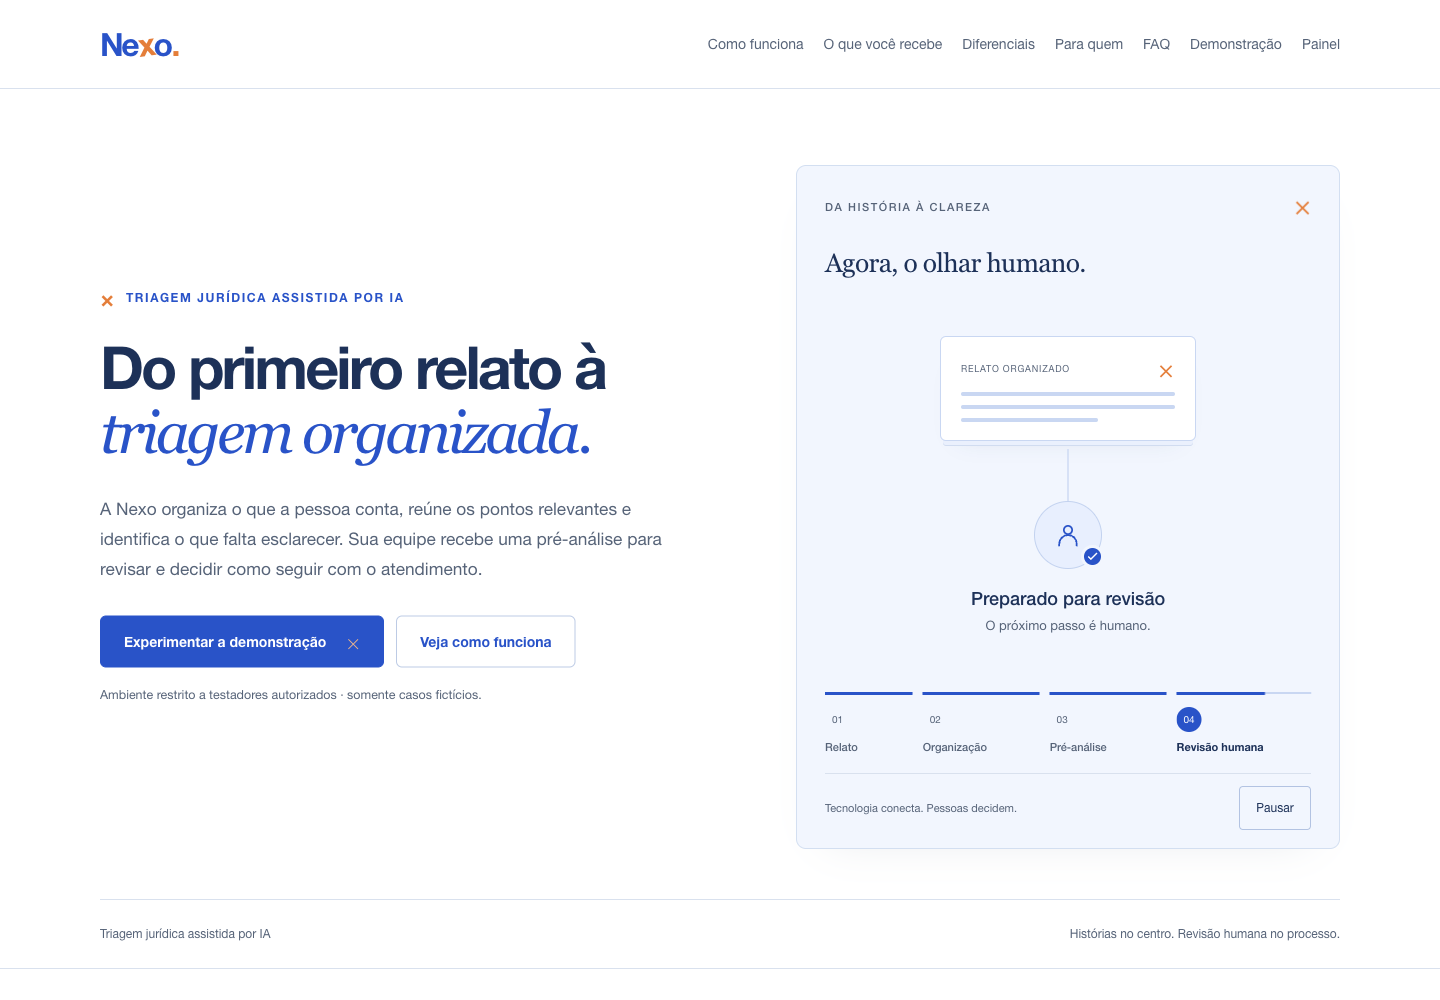 Nexo.
Como funciona
O que você recebe
Diferenciais
Para quem
FAQ
Demonstração
Painel
TRIAGEM JURÍDICA ASSISTIDA POR IA
Do primeiro relato à
triagem organizada.
A Nexo organiza o que a pessoa conta, reúne os pontos relevantes e
identifica o que falta esclarecer. Sua equipe recebe uma pré-análise para
revisar e decidir como seguir com o atendimento.
Experimentar a demonstração
Veja como funciona
Ambiente restrito a testadores autorizados · somente casos fictícios.
DA HISTÓRIA À CLAREZA
Agora, o olhar humano.
RELATO ORGANIZADO
Preparado para revisão
O próximo passo é humano.
01
Relato
02
Organização
03
Pré-análise
04
Revisão humana
Tecnologia conecta. Pessoas decidem.
Pausar
Triagem jurídica assistida por IA
Histórias no centro. Revisão humana no processo.